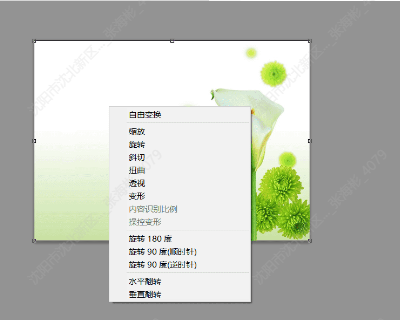 自由变换
缩放
旋转
斜切
扭曲
透视
变形
内容识别比例
操控变形
旋转 180 度
旋转 90 度(顺时针)
旋转 90 度(逆时针)
水平翻转
垂直翻转